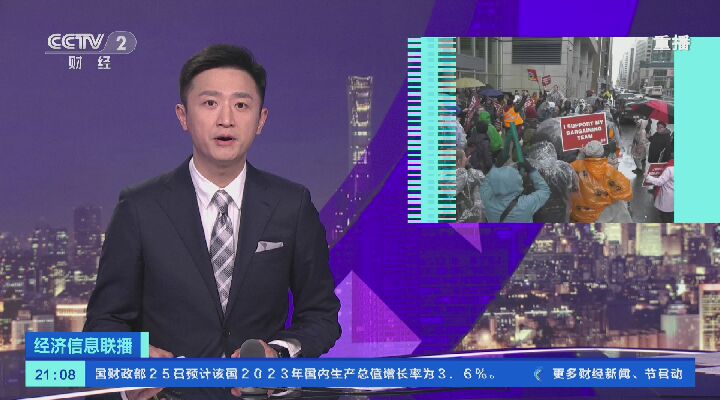 CCTV 2
财经
重播
I SUPPORT MY
BARGAINING
TEAM
经济信息联播
21:08 国财政部25日预计该国2023年国内生产总值增长率为3.6%。 更多财经新闻、节目动